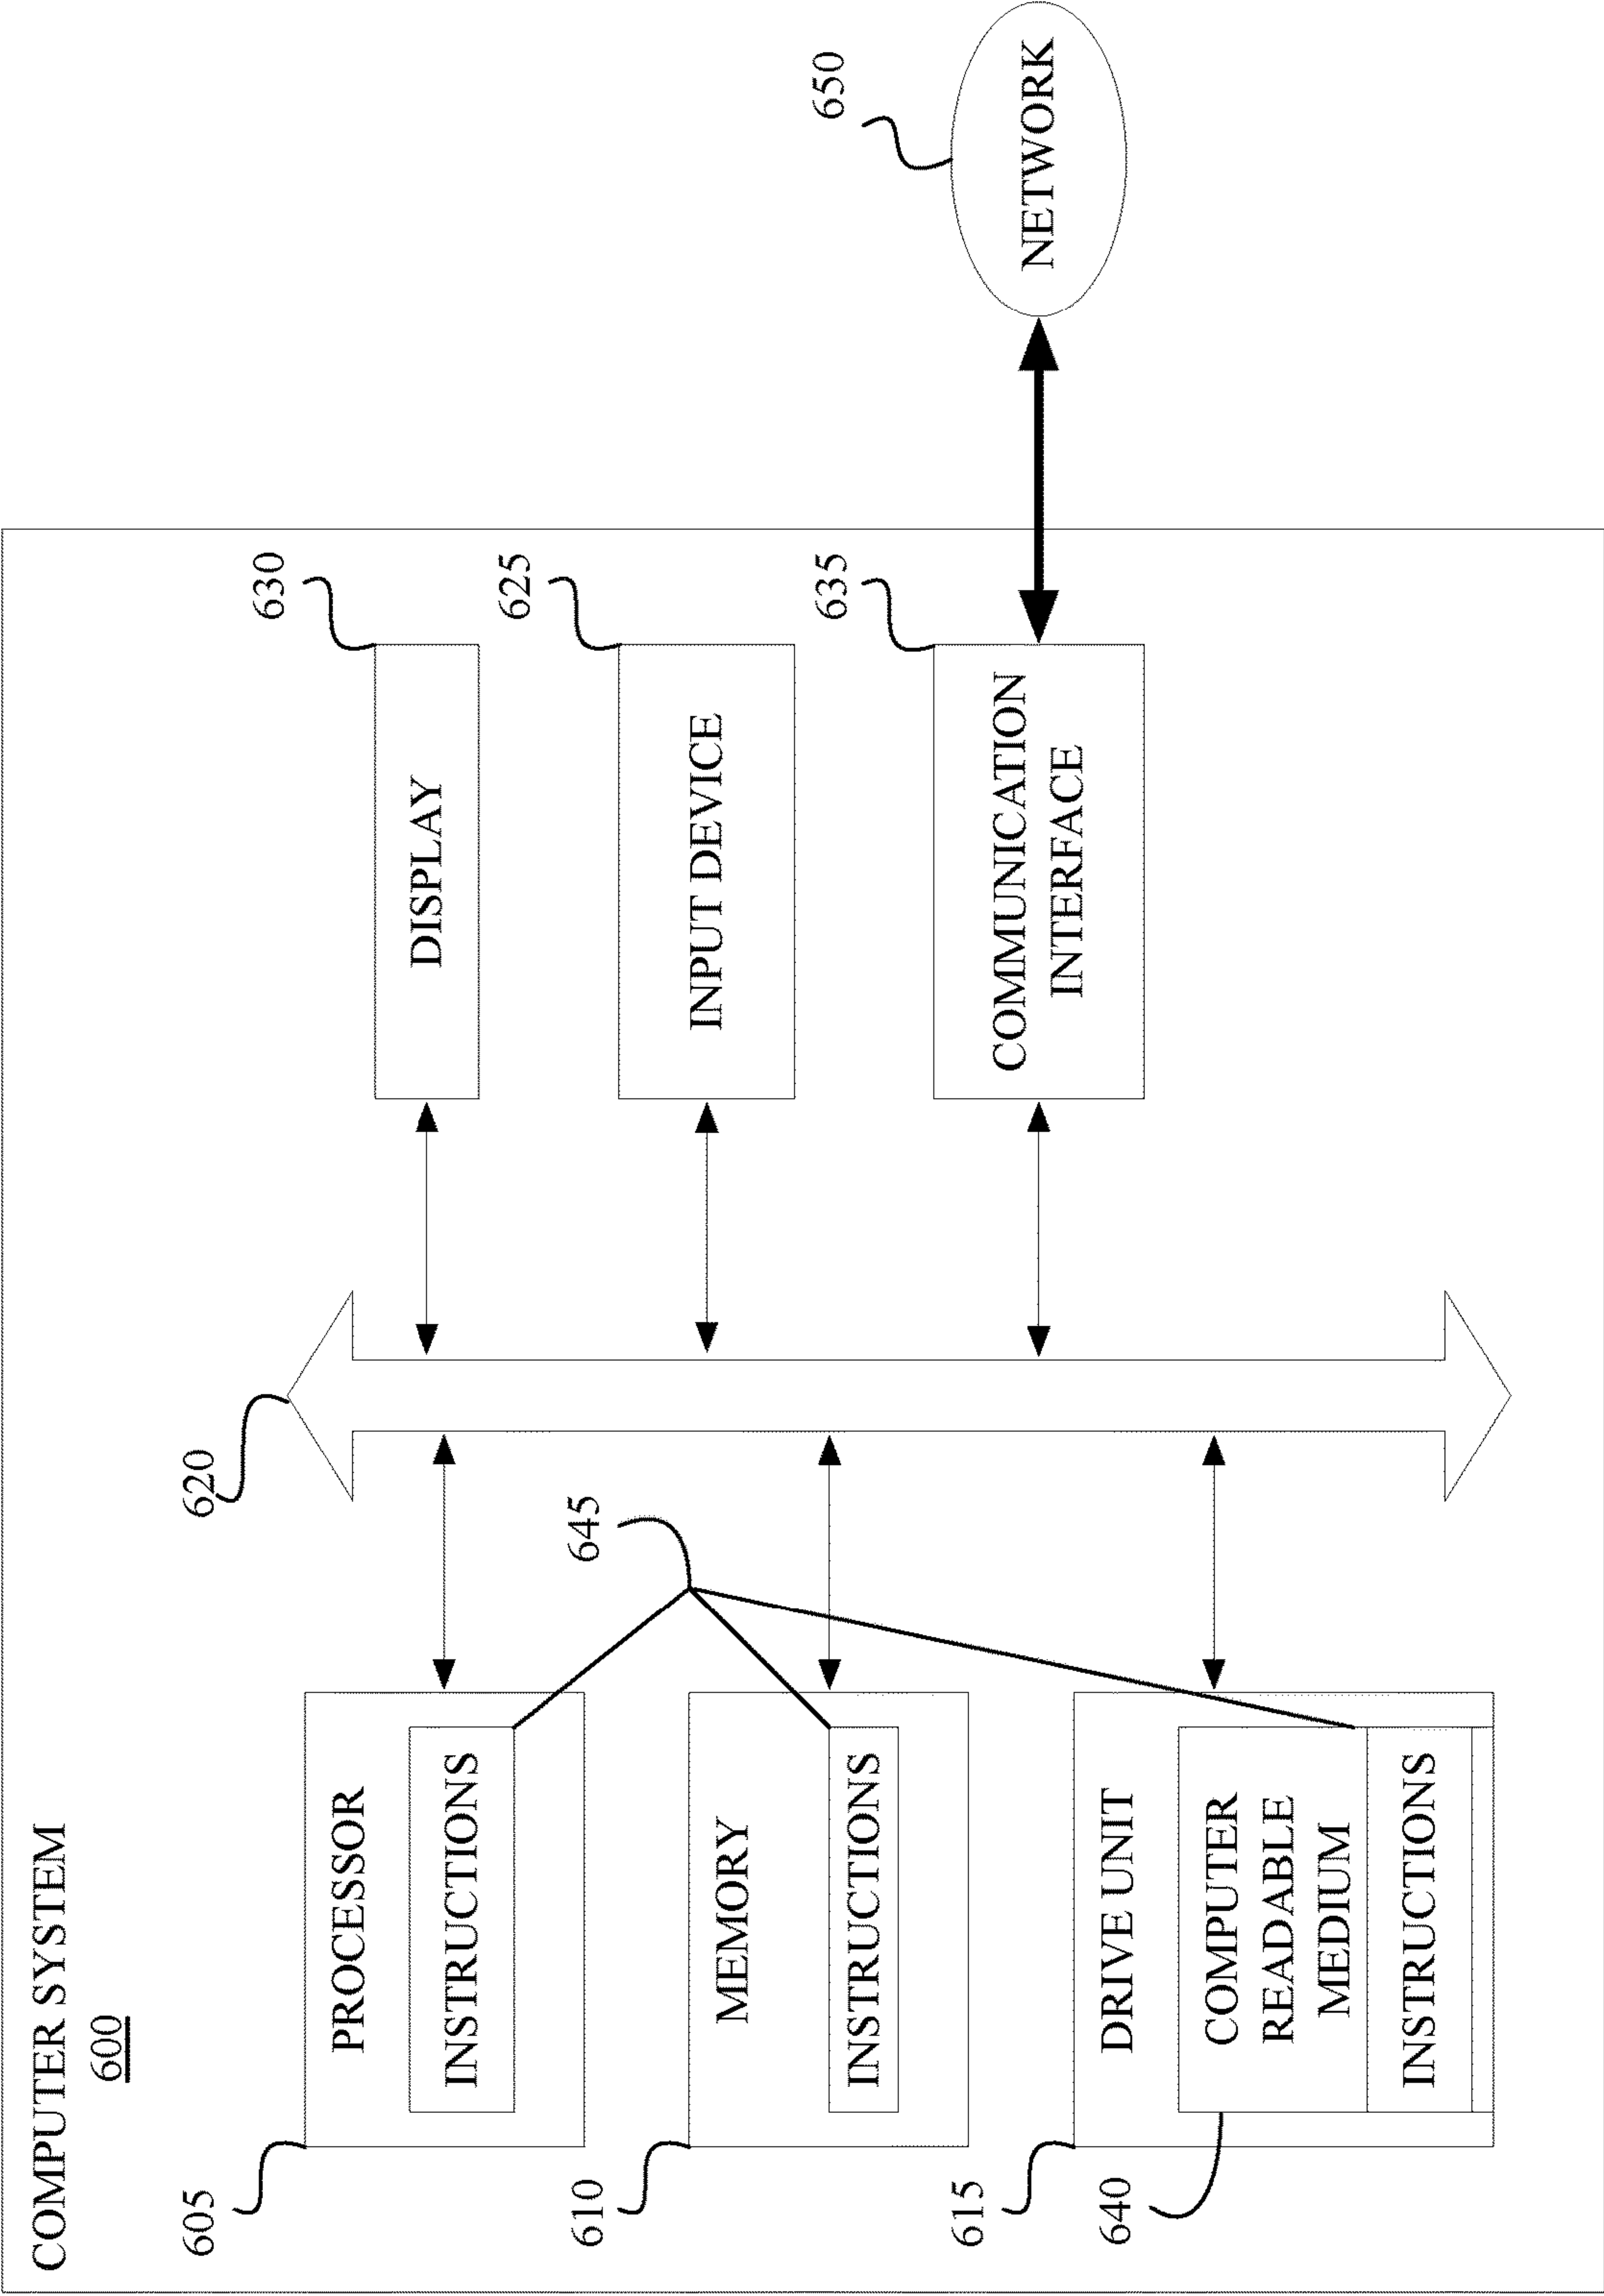 COMPUTER SYSTEM
600
605
PROCESSOR
INSTRUCTIONS
610
MEMORY
INSTRUCTIONS
615
DRIVE UNIT
640
COMPUTER
READABLE
MEDIUM
INSTRUCTIONS
645
620
630
DISPLAY
625
INPUT DEVICE
635
COMMUNICATION
INTERFACE
650
NETWORK